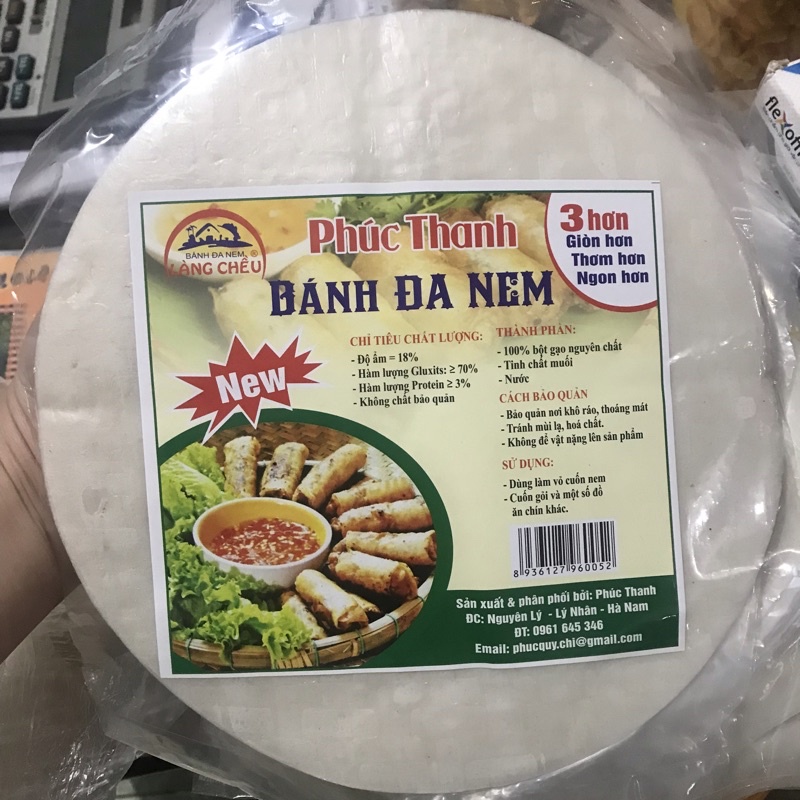 BÁNH ĐA NEM ®
LÀNG CHỀU
Phúc Thanh
BÁNH ĐA NEM
3 hơn
Giòn hơn
Thơm hơn
Ngon hơn
New
CHỈ TIÊU CHẤT LƯỢNG:
- Độ ẩm = 18%
- Hàm lượng Gluxits: ≥ 70%
- Hàm lượng Protein ≥ 3%
- Không chất bảo quản
THÀNH PHẦN:
- 100% bột gạo nguyên chất
- Tinh chất muối
- Nước
CÁCH BẢO QUẢN
- Bảo quản nơi khô ráo, thoáng mát
- Tránh mùi lạ, hoá chất.
- Không để vật nặng lên sản phẩm
SỬ DỤNG:
- Dùng làm vỏ cuốn nem
- Cuốn gỏi và một số đồ
ăn chín khác.
8 936127 960052
Sản xuất & phân phối bởi: Phúc Thanh
ĐC: Nguyên Lý - Lý Nhân - Hà Nam
ĐT: 0961 645 346
Email: phucquy.chi@gmail.com